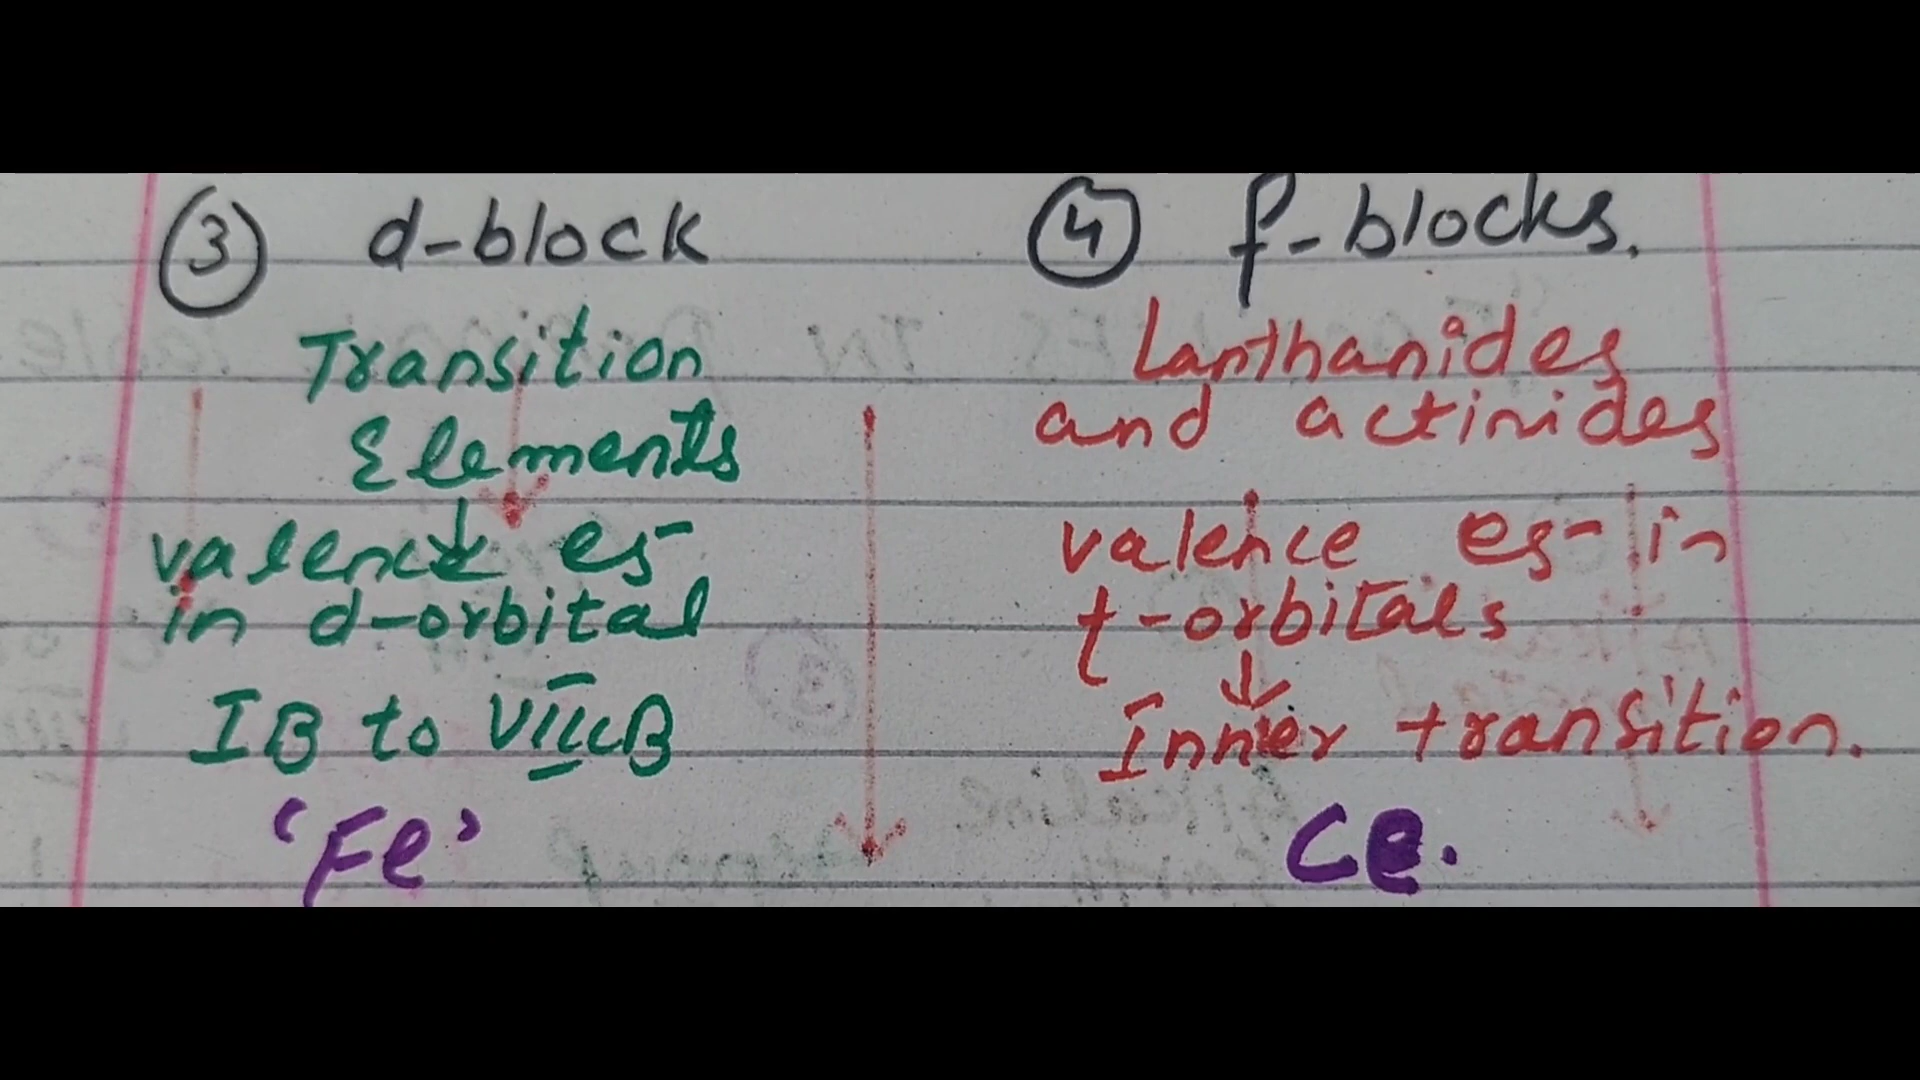 3 d-block
Transition
Elements
valence es-
in d-orbital
IB to VIIIB
'Fe'
4 f-blocks.
Lanthanides
and actinides
valence es- in
f-orbitals
Inner transition.
Ce.